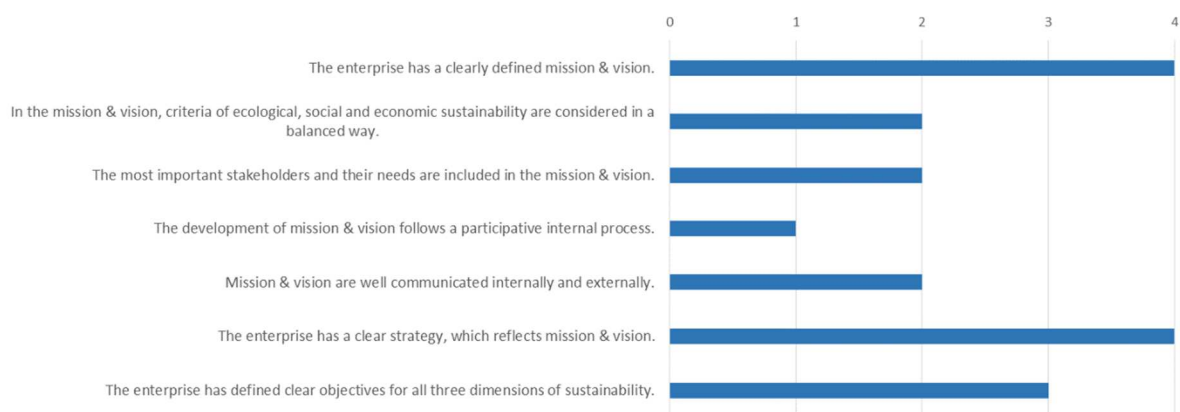 0 1 2 3 4
The enterprise has a clearly defined mission & vision.
In the mission & vision, criteria of ecological, social and economic sustainability are considered in a
balanced way.
The most important stakeholders and their needs are included in the mission & vision.
The development of mission & vision follows a participative internal process.
Mission & vision are well communicated internally and externally.
The enterprise has a clear strategy, which reflects mission & vision.
The enterprise has defined clear objectives for all three dimensions of sustainability.